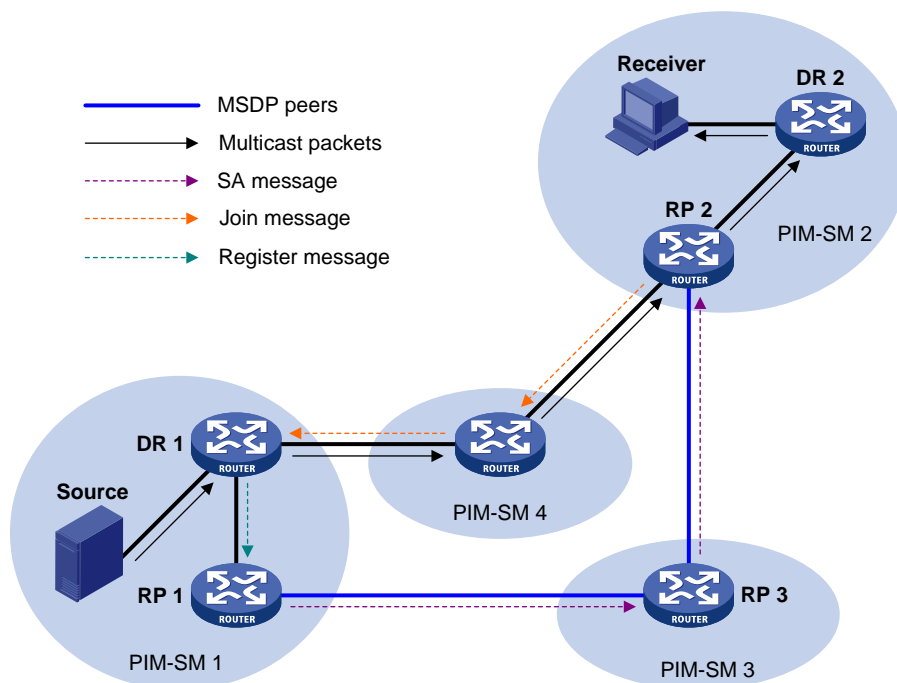 Receiver
DR 2
MSDP peers
Multicast packets
ROUTER
SA message
RP 2
Join message
PIM-SM 2
Register message
ROUTER
DR 1
ROUTER
ROUTER
Source
PIM-SM 4
RP 1
RP 3
ROUTER
ROUTER
PIM-SM 1
PIM-SM 3